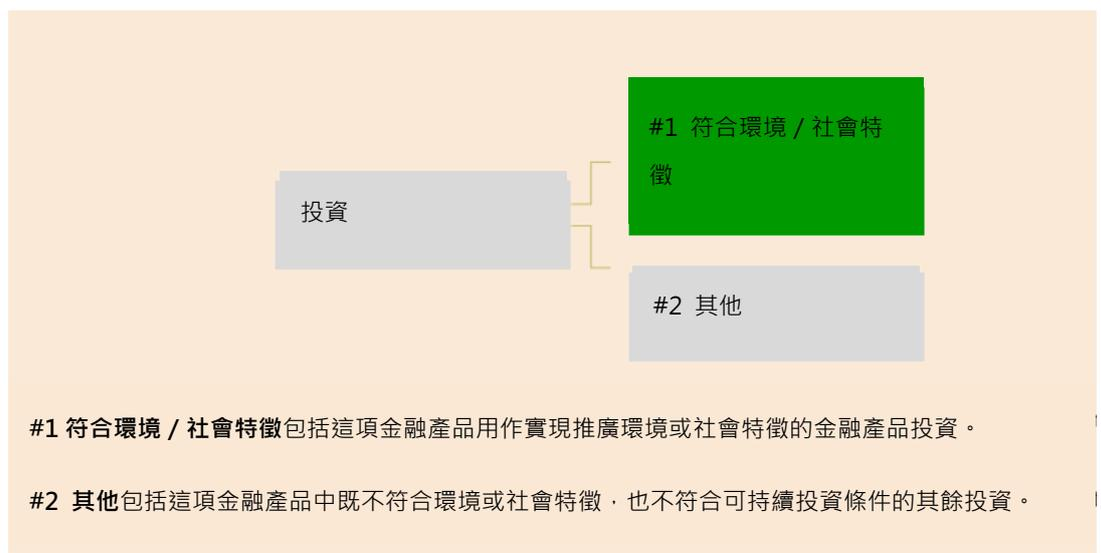 #1 符合環境 / 社會特
徵
投資
#2 其他
#1 符合環境 / 社會特徵包括這項金融產品用作實現推廣環境或社會特徵的金融產品投資。
#2 其他包括這項金融產品中既不符合環境或社會特徵，也不符合可持續投資條件的其餘投資。